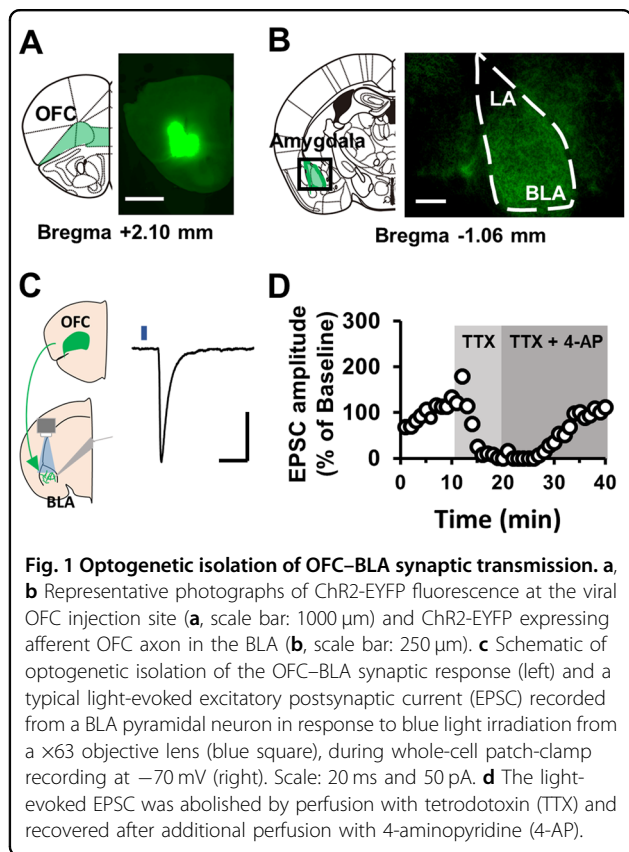 A
OFC
Bregma +2.10 mm
B
Amygdala
LA
BLA
Bregma -1.06 mm
C
OFC
BLA
D
EPSC amplitude
(% of Baseline)
300
200
100
0
TTX
TTX + 4-AP
0
10
20
30
40
Time (min)
Fig. 1 Optogenetic isolation of OFC–BLA synaptic transmission. a,
b Representative photographs of ChR2-EYFP fluorescence at the viral
OFC injection site (a, scale bar: 1000 μm) and ChR2-EYFP expressing
afferent OFC axon in the BLA (b, scale bar: 250 μm). c Schematic of
optogenetic isolation of the OFC–BLA synaptic response (left) and a
typical light-evoked excitatory postsynaptic current (EPSC) recorded
from a BLA pyramidal neuron in response to blue light irradiation from
a ×63 objective lens (blue square), during whole-cell patch-clamp
recording at −70 mV (right). Scale: 20 ms and 50 pA. d The light-
evoked EPSC was abolished by perfusion with tetrodotoxin (TTX) and
recovered after additional perfusion with 4-aminopyridine (4-AP).